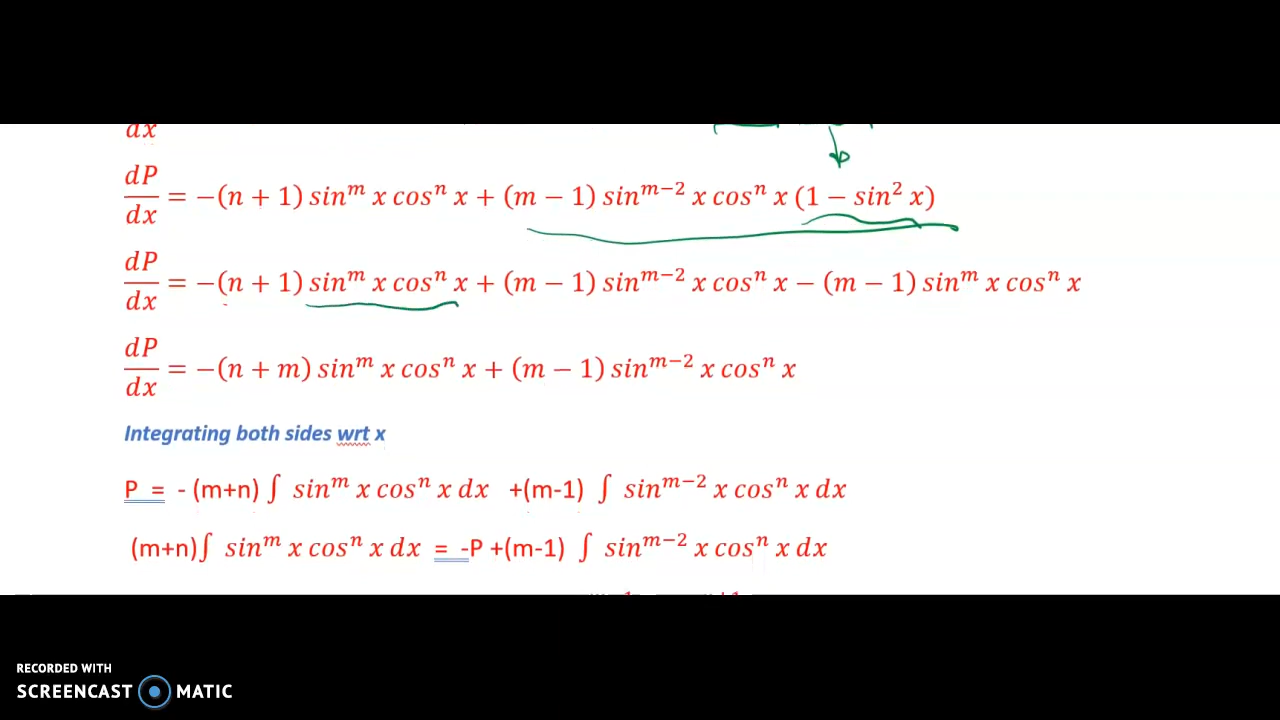 dx
dP/dx = −(n + 1) sin^m x cos^n x + (m − 1) sin^{m−2} x cos^n x (1 − sin^2 x)
dP/dx = −(n + 1) sin^m x cos^n x + (m − 1) sin^{m−2} x cos^n x − (m − 1) sin^m x cos^n x
dP/dx = −(n + m) sin^m x cos^n x + (m − 1) sin^{m−2} x cos^n x
Integrating both sides wrt x
P = - (m+n) ∫ sin^m x cos^n x dx +(m-1) ∫ sin^{m−2} x cos^n x dx
(m+n)∫ sin^m x cos^n x dx = -P +(m-1) ∫ sin^{m−2} x cos^n x dx
RECORDED WITH
SCREENCAST MATIC